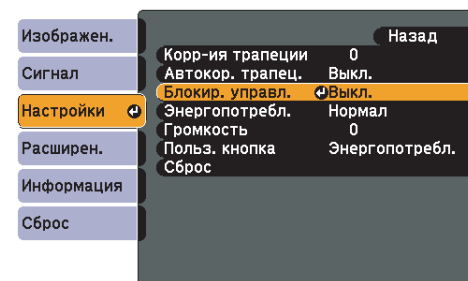 Изображен.
Сигнал
Настройки
Расширен.
Информация
Сброс
Назад
Корр-ия трапеции 0
Автокор. трапец. Выкл.
Блокир. управл. Выкл.
Энергопотребл. Нормал
Громкость 0
Польз. кнопка Энергопотребл.
Сброс